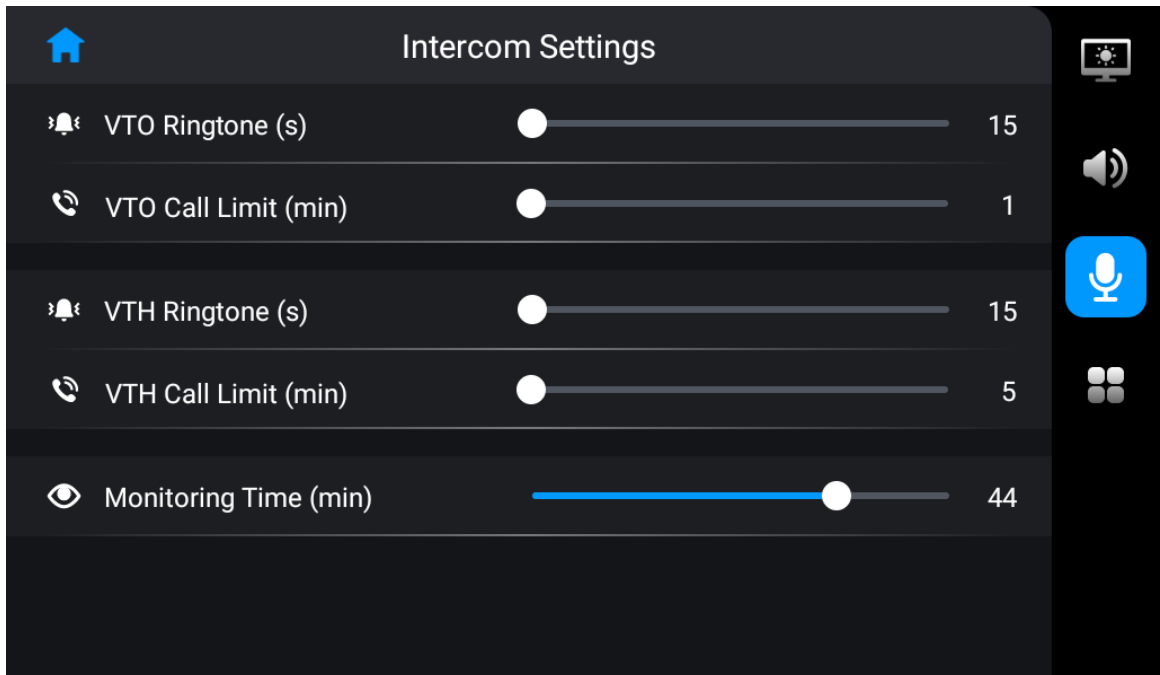 Intercom Settings
VTO Ringtone (s) 15
VTO Call Limit (min) 1
VTH Ringtone (s) 15
VTH Call Limit (min) 5
Monitoring Time (min) 44